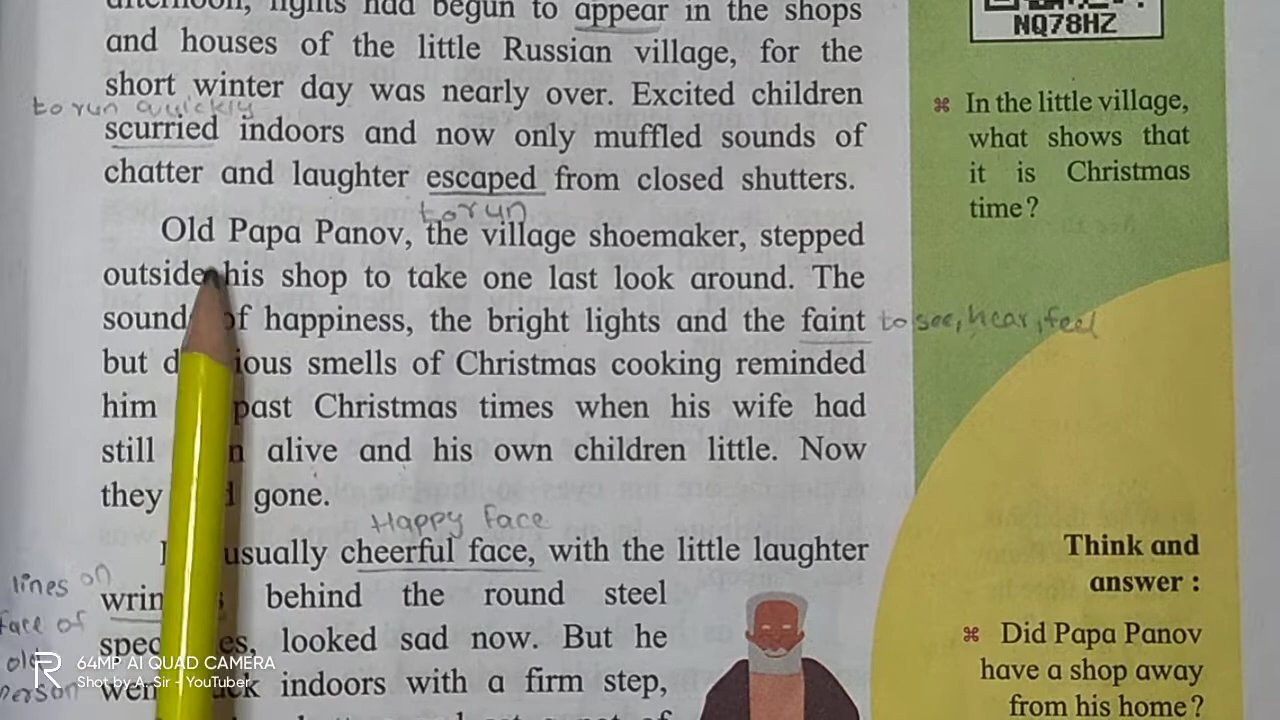 afternoon, lights had begun to appear in the shops
and houses of the little Russian village, for the
short winter day was nearly over. Excited children
to run quickly
scurried indoors and now only muffled sounds of
chatter and laughter escaped from closed shutters.
to run
Old Papa Panov, the village shoemaker, stepped
outside his shop to take one last look around. The
sound of happiness, the bright lights and the faint
to see, hear, feel
but smells of Christmas cooking reminded
him past Christmas times when his wife had
still alive and his own children little. Now
they gone.
Happy face
usually cheerful face, with the little laughter
lines on
behind the round steel
face of
looked sad now. But he
old
person
indoors with a firm step,
NQ78HZ
⌘ In the little village,
what shows that
it is Christmas
time?
Think and
answer :
⌘ Did Papa Panov
have a shop away
from his home?
64MP AI QUAD CAMERA
Shot by A. Sir - YouTuber